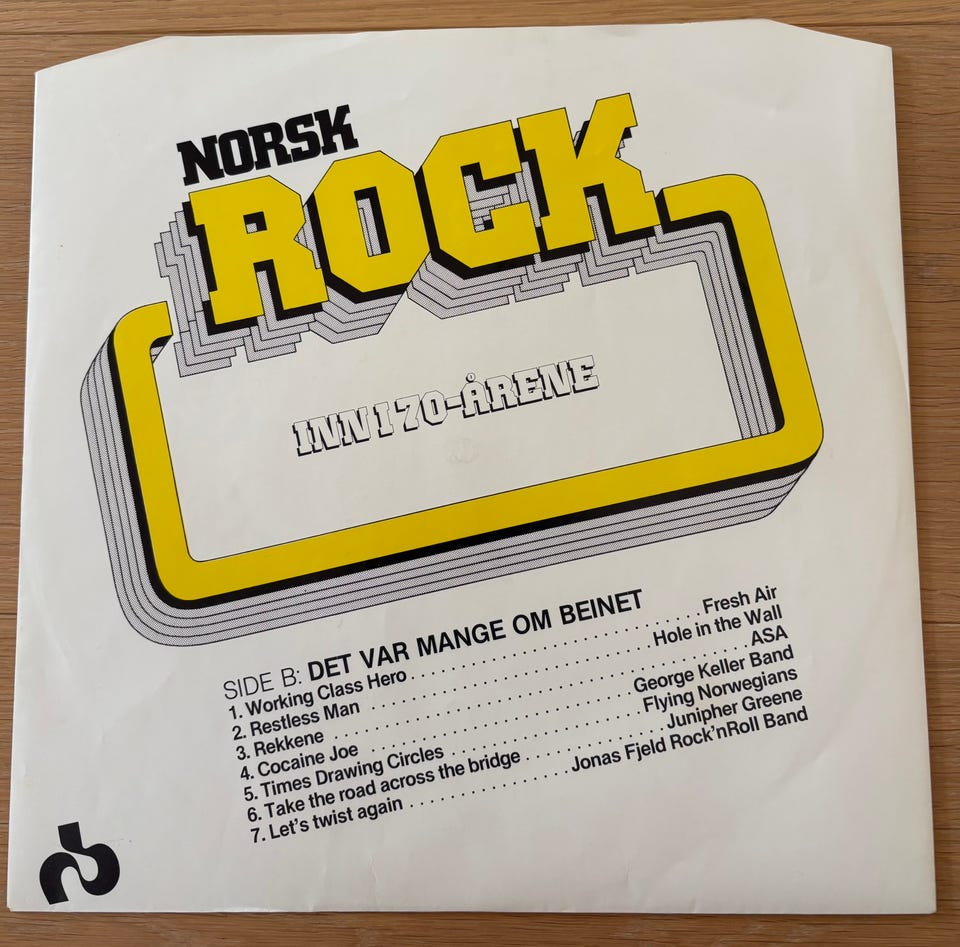 NORSK
ROCK
INN I 70-ÅRENE
SIDE B: DET VAR MANGE OM BEINET
1. Working Class Hero . . . . . . . . . . . . . . . . . . . . . . . . . Fresh Air
2. Restless Man . . . . . . . . . . . . . . . . . . . . . . . . Hole in the Wall
3. Rekkene . . . . . . . . . . . . . . . . . . . . . . . . . . . . . . . . . . . ASA
4. Cocaine Joe . . . . . . . . . . . . . . . . . . . . . . George Keller Band
5. Times Drawing Circles . . . . . . . . . . . . . . . Flying Norwegians
6. Take the road across the bridge . . . . . . . . . . . Junipher Greene
7. Let's twist again . . . . . . . . . . . . . Jonas Fjeld Rock'nRoll Band